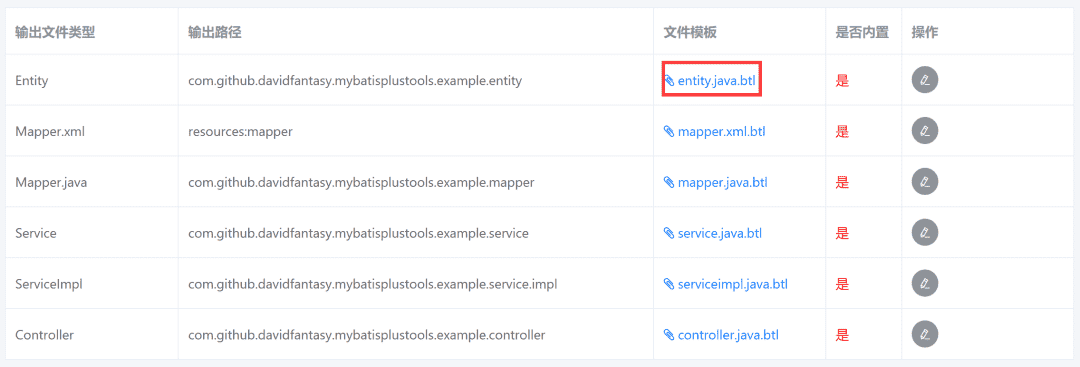 输出文件类型 输出路径 文件模板 是否内置 操作
Entity com.github.davidfantasy.mybatisplustools.example.entity entity.java.btl 是
Mapper.xml resources:mapper mapper.xml.btl 是
Mapper.java com.github.davidfantasy.mybatisplustools.example.mapper mapper.java.btl 是
Service com.github.davidfantasy.mybatisplustools.example.service service.java.btl 是
ServiceImpl com.github.davidfantasy.mybatisplustools.example.service.impl serviceimpl.java.btl 是
Controller com.github.davidfantasy.mybatisplustools.example.controller controller.java.btl 是